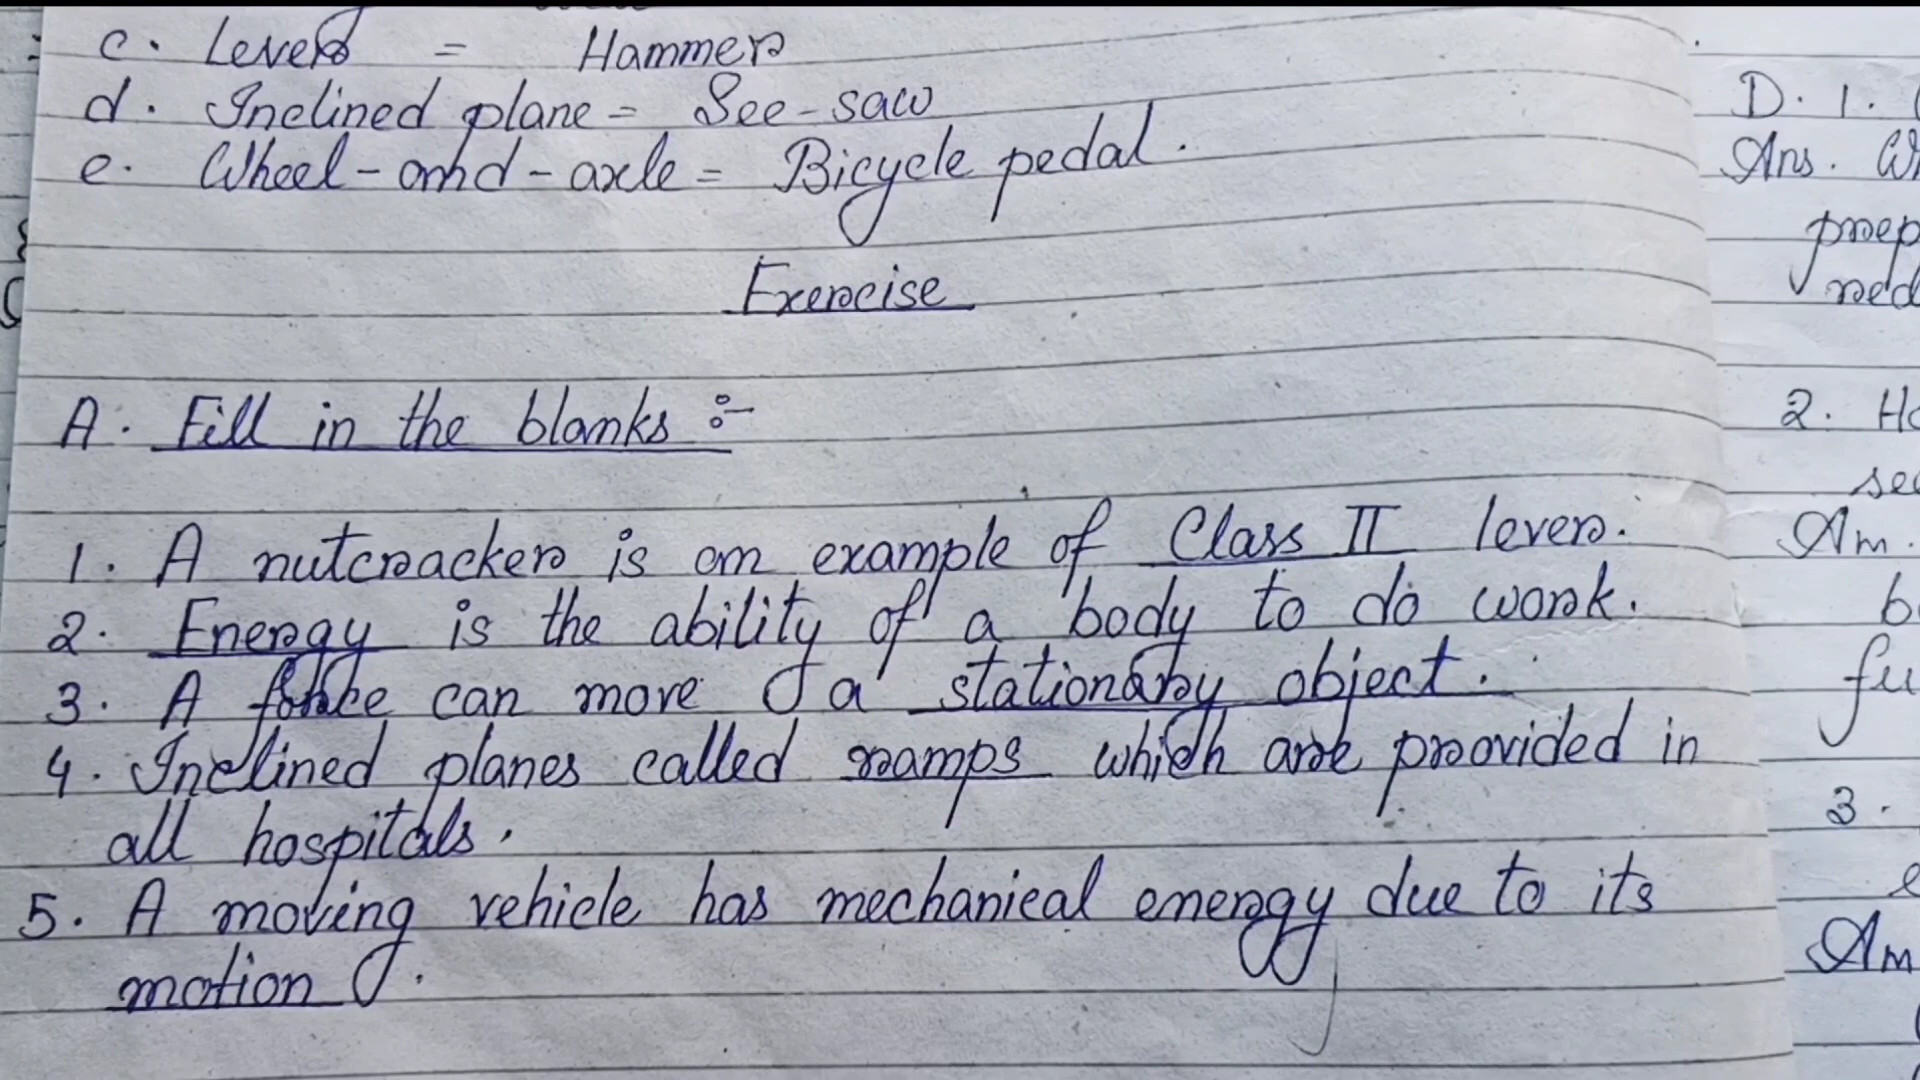 c. Lever = Hammer
d. Inclined plane = See-saw
e. Wheel-and-axle = Bicycle pedal.
Exercise
A. Fill in the blanks :-
1. A nutcracker is an example of Class II lever.
2. Energy is the ability of a body to do work.
3. A force can move a stationary object.
4. Inclined planes called ramps which are provided in
all hospitals.
5. A moving vehicle has mechanical energy due to its
motion.
D. 1.
Ans.
2.
3.